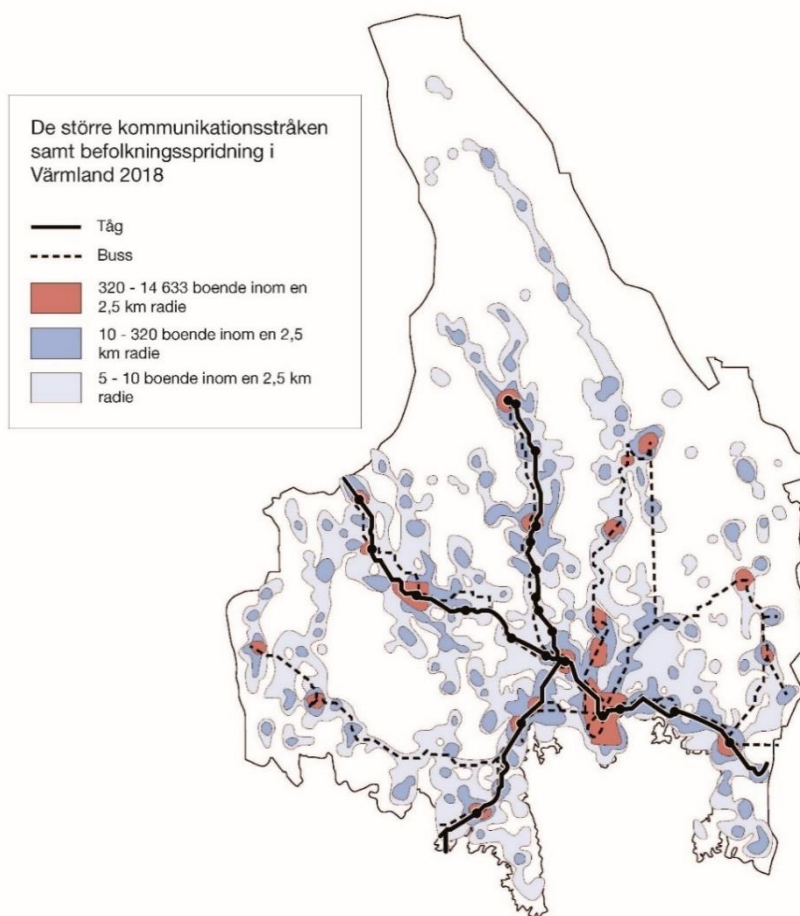 De större kommunikationsstråken
samt befolkningsspridning i
Värmland 2018
Tåg
Buss
320 - 14 633 boende inom en
2,5 km radie
10 - 320 boende inom en 2,5
km radie
5 - 10 boende inom en 2,5 km
radie